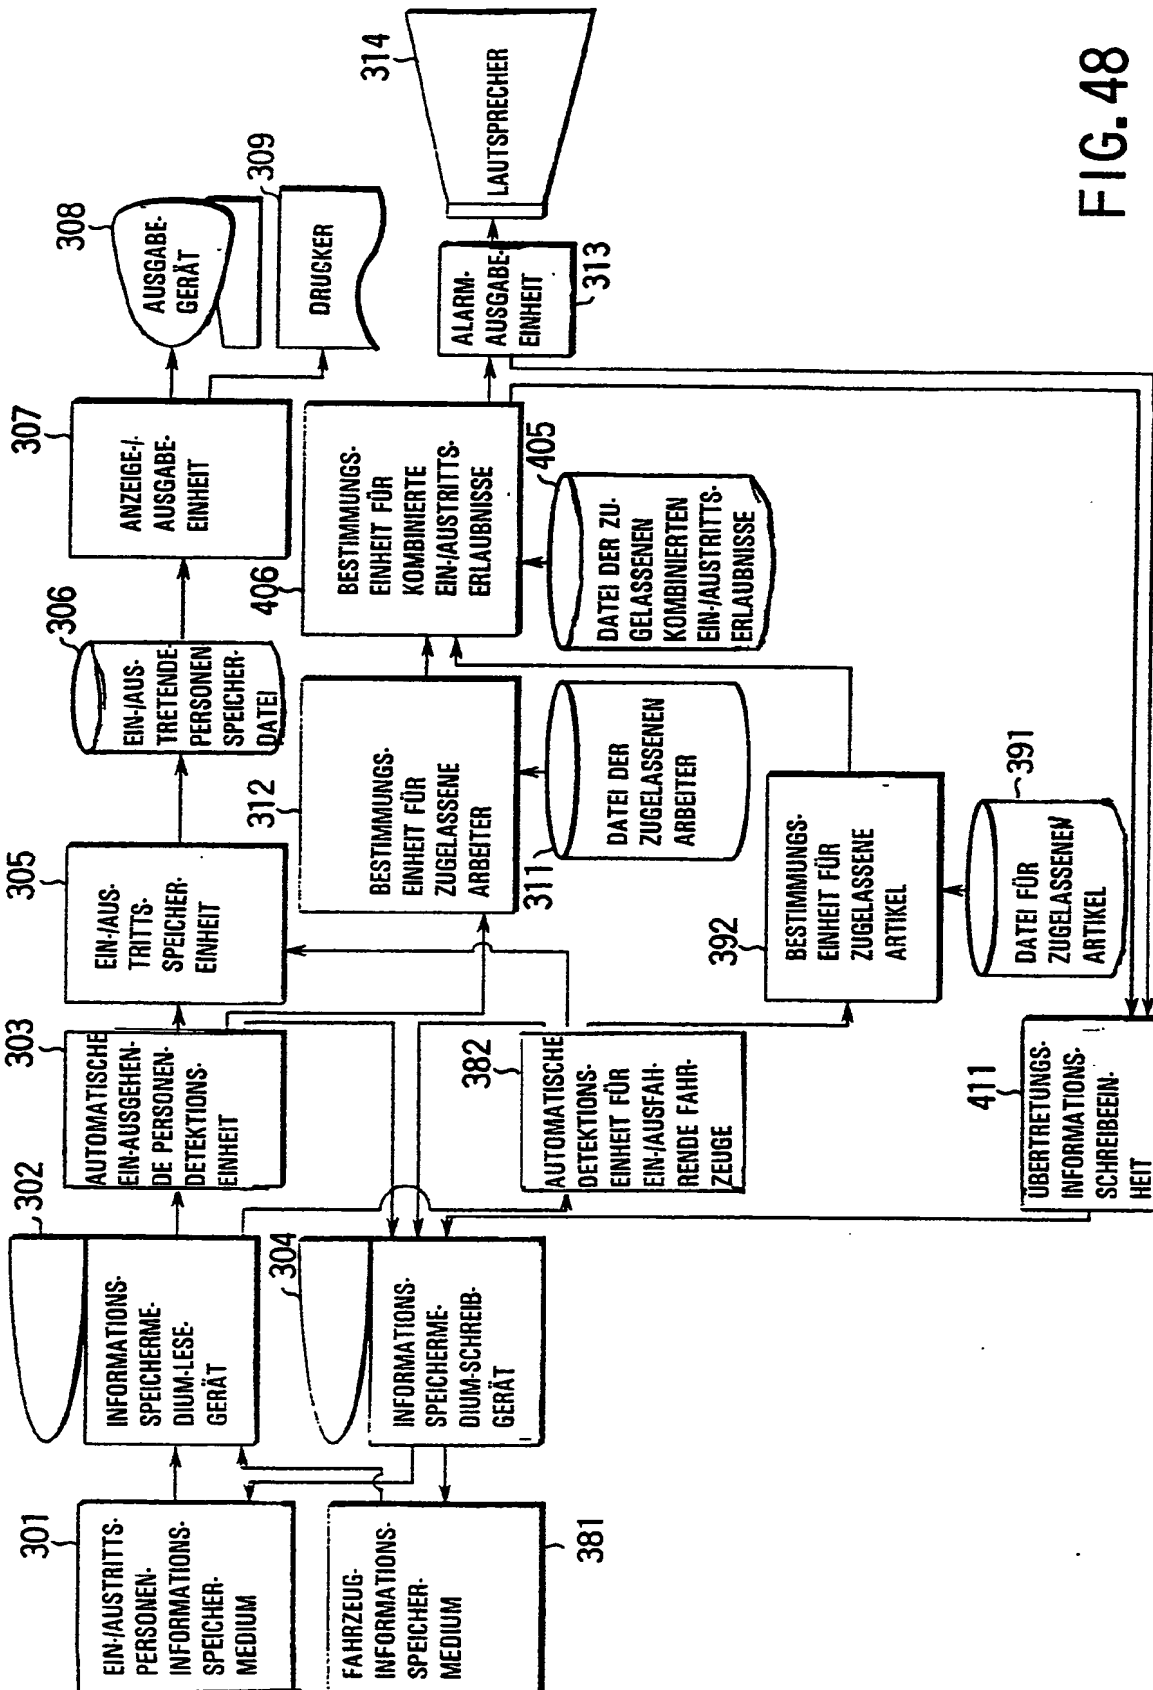 301
EIN-/AUSTRITTS-
PERSONEN-
INFORMATIONS-
SPEICHER-
MEDIUM
302
INFORMATIONS-
SPEICHERME-
DIUM-LESE-
GERÄT
303
AUTOMATISCHE
EIN-AUSGEHEN-
DE PERSONEN-
DETEKTIONS-
EINHEIT
305
EIN-/AUS-
TRITTS-
SPEICHER-
EINHEIT
306
EIN-/AUS-
TRETENDE-
PERSONEN
SPEICHER-
DATEI
307
ANZEIGE-/
AUSGABE-
EINHEIT
308
AUSGABE-
GERÄT
309
DRUCKER
381
FAHRZEUG-
INFORMATIONS-
SPEICHER-
MEDIUM
304
INFORMATIONS
SPEICHERME-
DIUM-SCHREIB-
GERÄT
312
BESTIMMUNGS-
EINHEIT FÜR
ZUGELASSENE
ARBEITER
311
DATEI DER
ZUGELASSENEN
ARBEITER
406
BESTIMMUNGS-
EINHEIT FÜR
KOMBINIERTE
EIN-/AUSTRITTS-
ERLAUBNISSE
405
DATEI DER ZU-
GELASSENEN
KOMBINIERTEN
EIN-/AUSTRITTS-
ERLAUBNISSE
313
ALARM-
AUSGABE-
EINHEIT
314
LAUTSPRECHER
382
AUTOMATISCHE
DETEKTIONS-
EINHEIT FÜR
EIN-/AUSFAH-
RENDE FAHR-
ZEUGE
392
BESTIMMUNGS-
EINHEIT FÜR
ZUGELASSENE
ARTIKEL
391
DATEI FÜR
ZUGELASSENEN
ARTIKEL
411
ÜBERTRETUNGS-
INFORMATIONS-
SCHREIBEEIN-
HEIT
FIG. 48